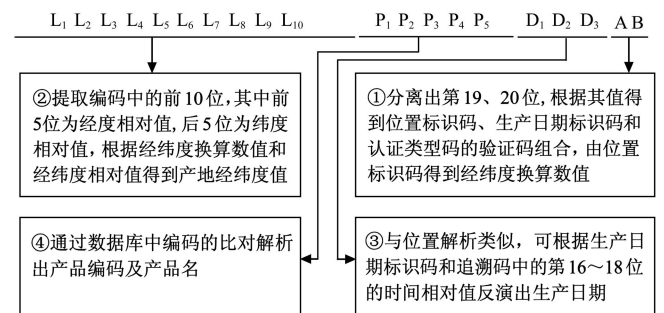 L₁ L₂ L₃ L₄ L₅ L₆ L₇ L₈ L₉ L₁₀ P₁ P₂ P₃ P₄ P₅ D₁ D₂ D₃ A B
②提取编码中的前10位,其中前
5位为经度相对值,后5位为纬度
相对值，根据经纬度换算数值和
经纬度相对值得到产地经纬度值
①分离出第19、20位,根据其值得
到位置标识码、生产日期标识码和
认证类型码的验证码组合，由位置
标识码得到经纬度换算数值
④通过数据库中编码的比对解析
出产品编码及产品名
③与位置解析类似，可根据生产日
期标识码和追溯码中的第16～18位
的时间相对值反演出生产日期